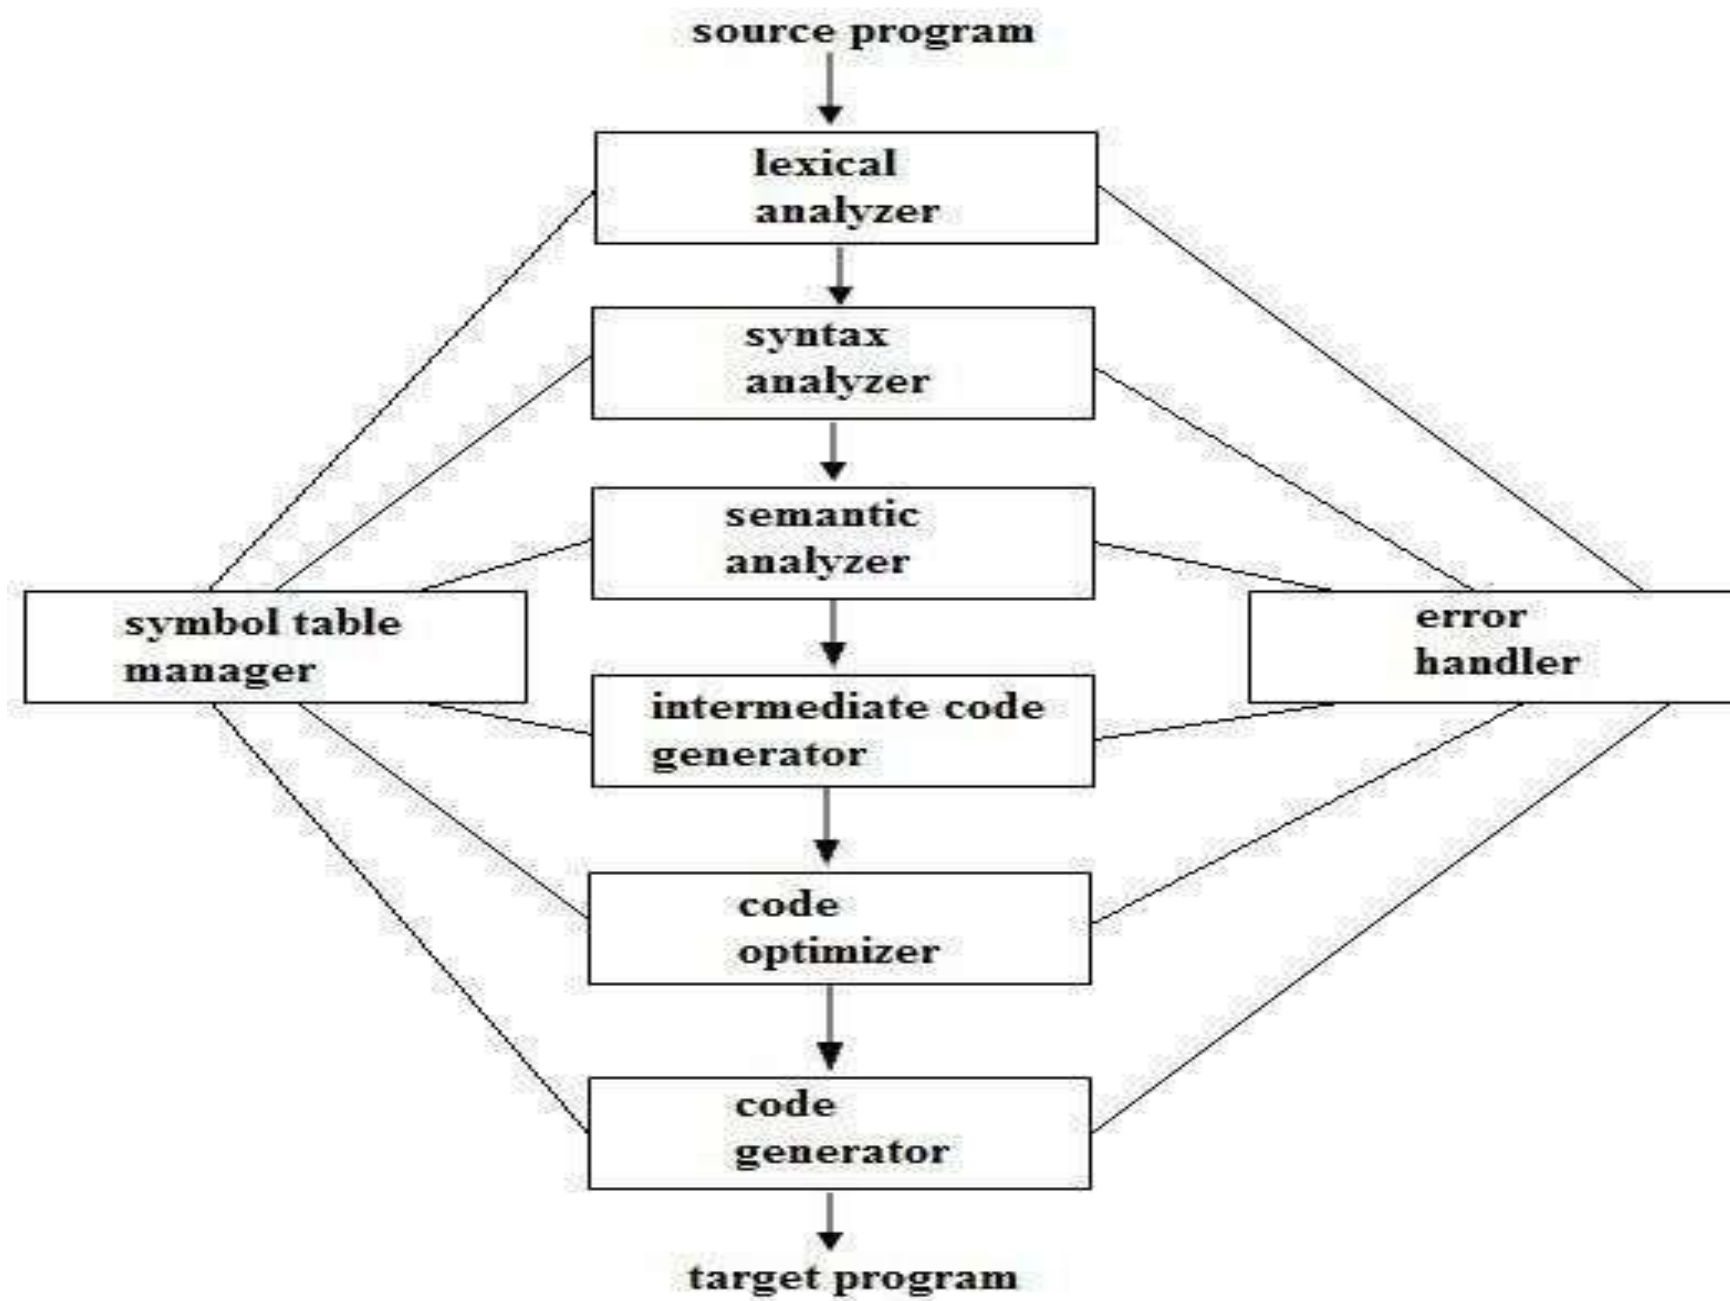 source program
lexical
analyzer
syntax
analyzer
semantic
analyzer
symbol table
manager
error
handler
intermediate code
generator
code
optimizer
code
generator
target program